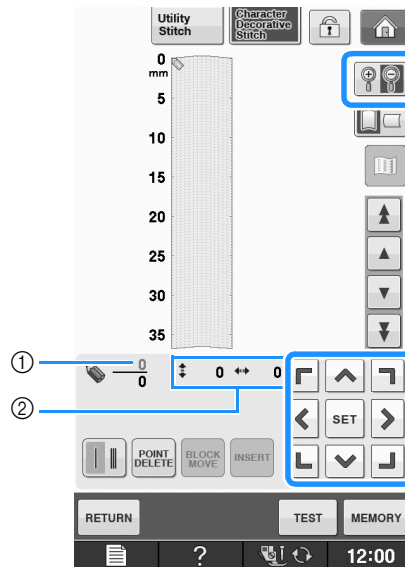 Utility
Stitch
Character
Decorative
Stitch
0
mm
5
10
15
20
25
30
35
①
0
0
0
0
②
SET
POINT
DELETE
BLOCK
MOVE
INSERT
RETURN
TEST
MEMORY
?
12:00